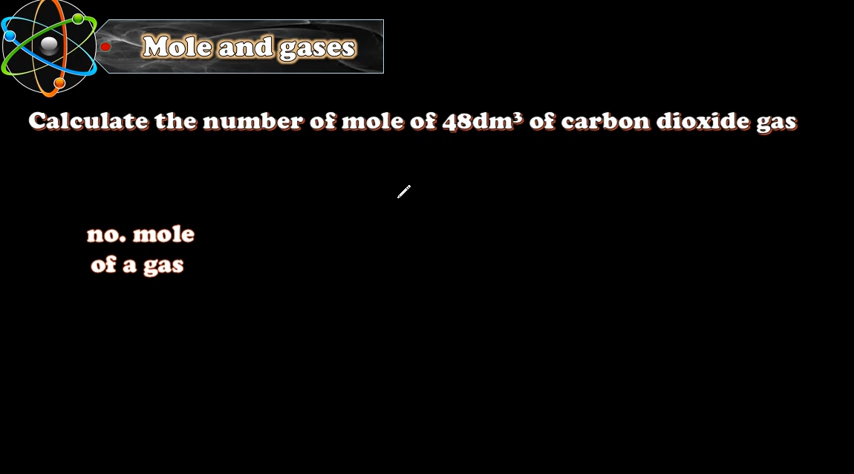 Mole and gases
Calculate the number of mole of 48dm³ of carbon dioxide gas
no. mole
of a gas